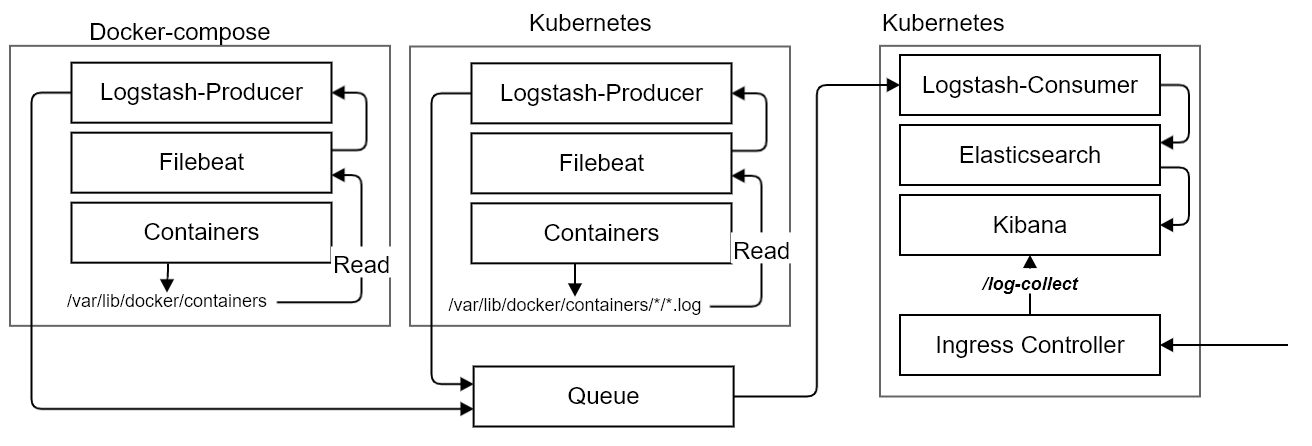 Docker-compose
Logstash-Producer
Filebeat
Containers
Read
/var/lib/docker/containers
Kubernetes
Logstash-Producer
Filebeat
Containers
Read
/var/lib/docker/containers/*/*.log
Queue
Kubernetes
Logstash-Consumer
Elasticsearch
Kibana
/log-collect
Ingress Controller